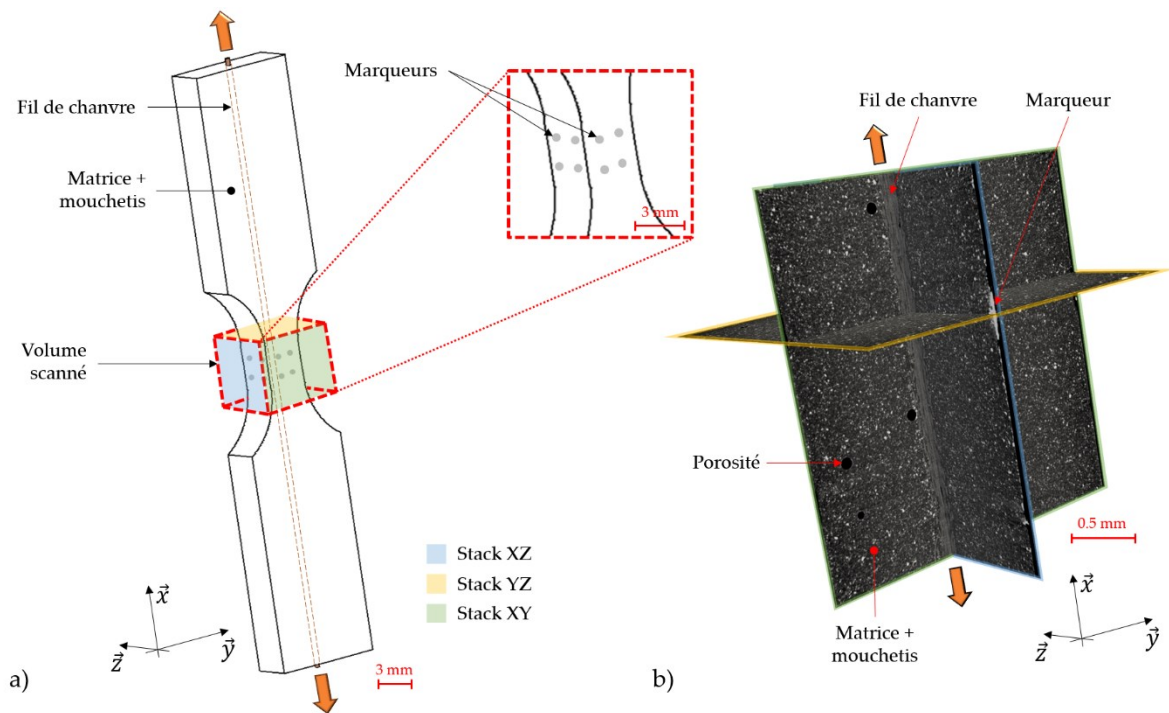 Fil de chanvre
Matrice +
mouchetis
Volume
scanné
Marqueurs
3 mm
Stack XZ
Stack YZ
Stack XY
x
z
y
3 mm
a)
Fil de chanvre
Marqueur
Porosité
0.5 mm
Matrice +
mouchetis
x
z
y
b)